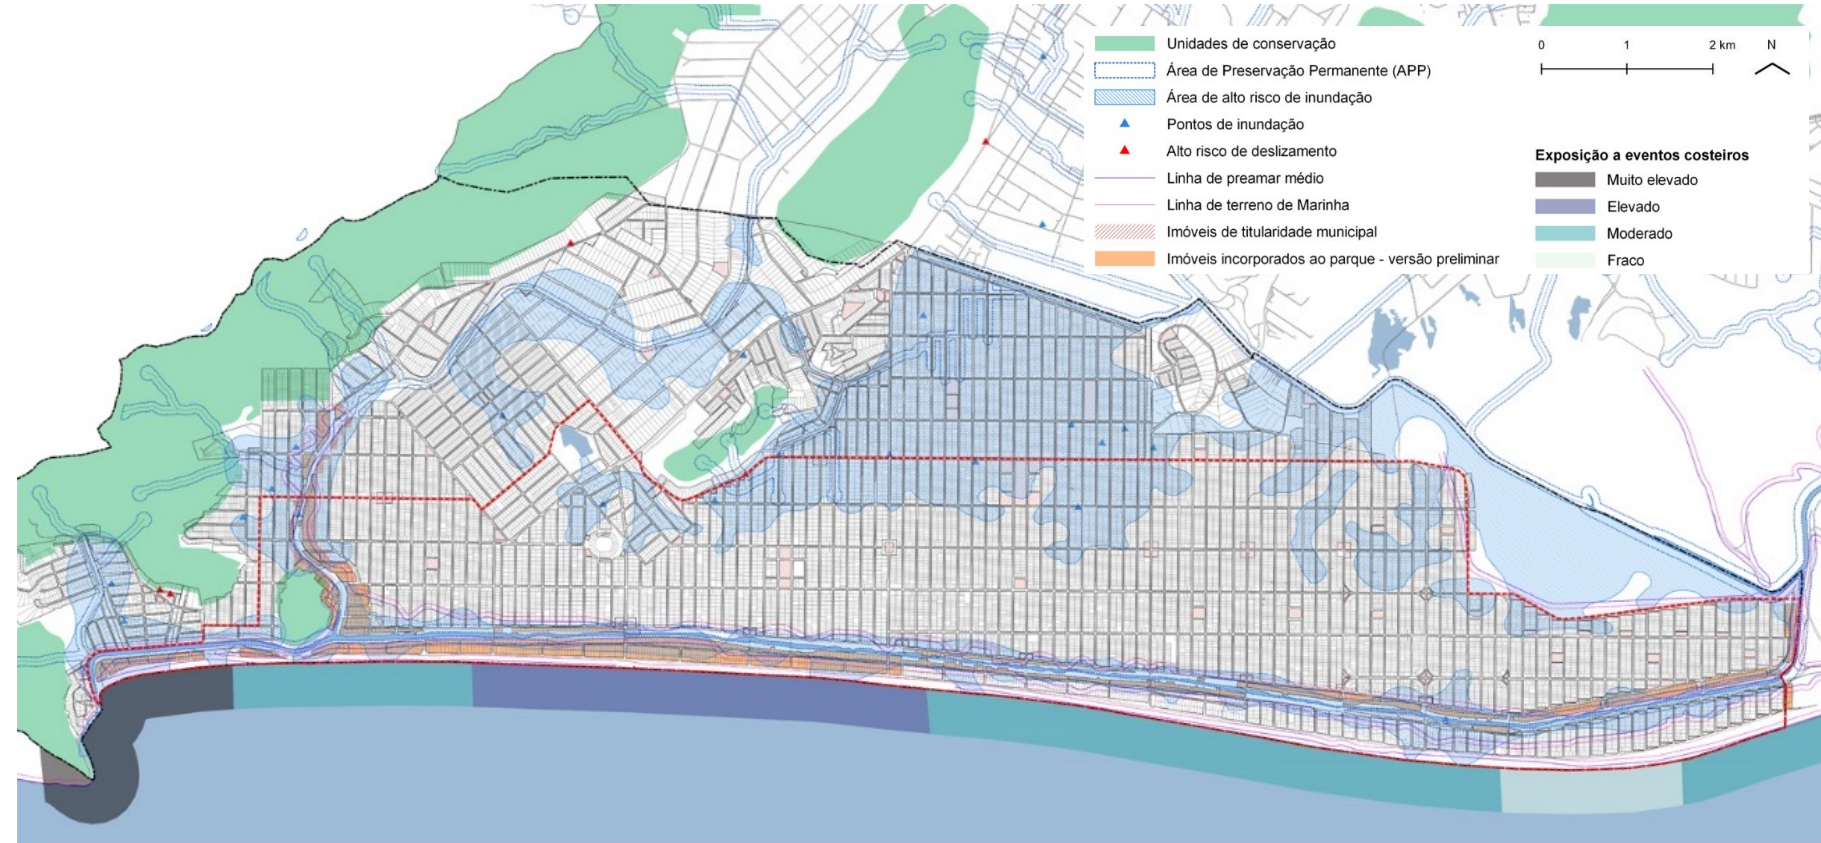 Unidades de conservação
Área de Preservação Permanente (APP)
Área de alto risco de inundação
Pontos de inundação
Alto risco de deslizamento
Linha de preamar médio
Linha de terreno de Marinha
Imóveis de titularidade municipal
Imóveis incorporados ao parque - versão preliminar
0 1 2 km N
Exposição a eventos costeiros
Muito elevado
Elevado
Moderado
Fraco